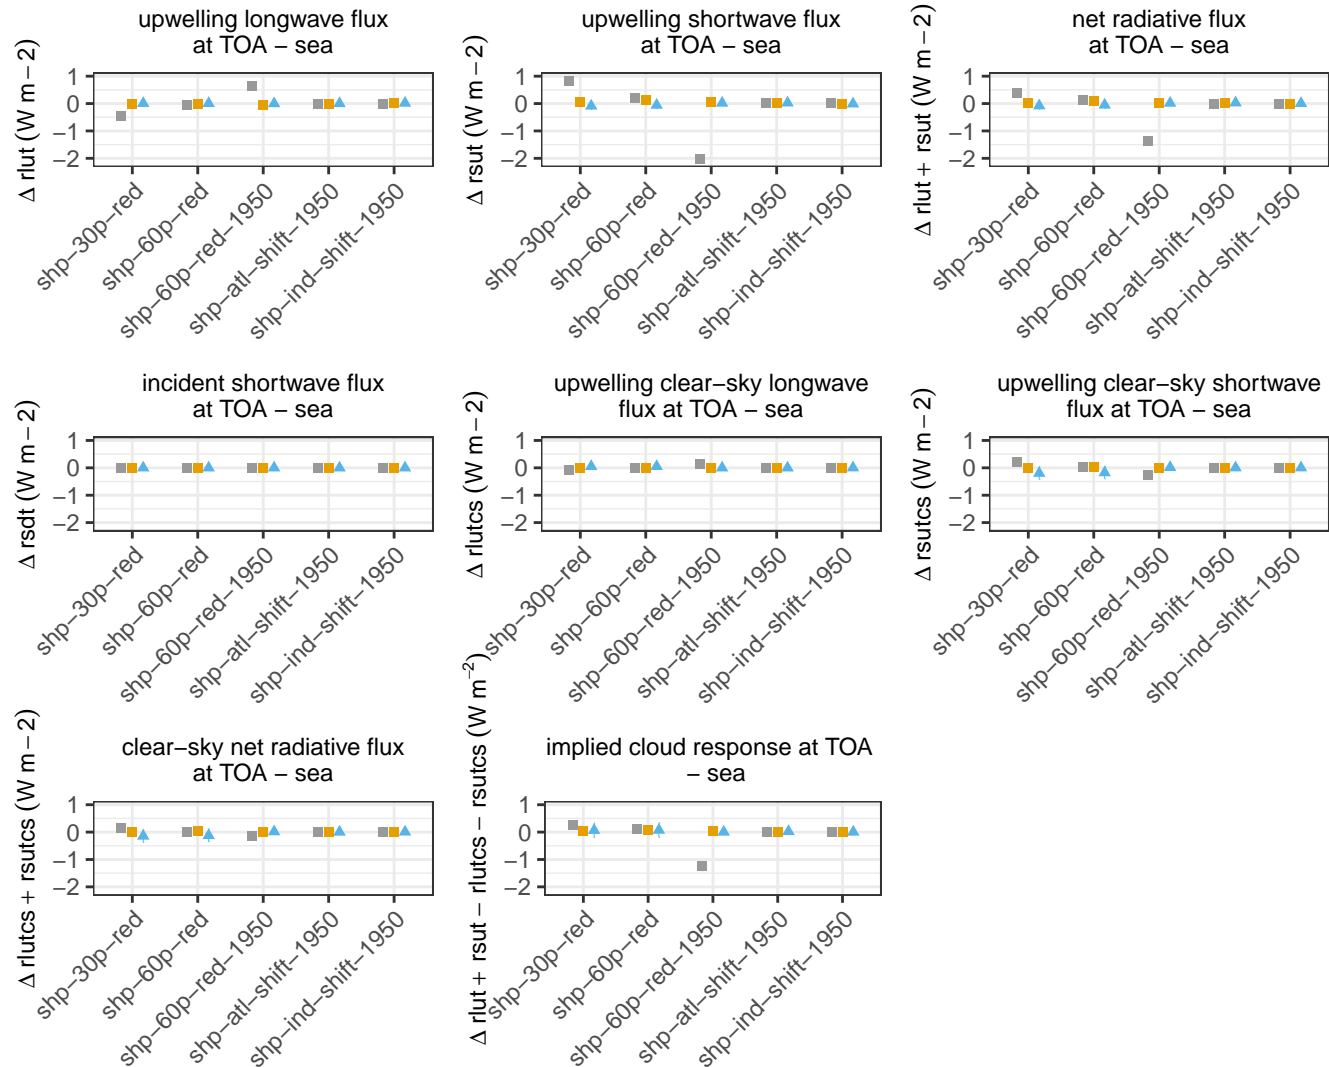 upwelling longwave flux
at TOA − sea
Δ rlut (W m − 2)
1
0
−1
−2
shp−30p−red
shp−60p−red
shp−60p−red−1950
shp−atl−shift−1950
shp−ind−shift−1950
upwelling shortwave flux
at TOA − sea
Δ rsut (W m − 2)
1
0
−1
−2
shp−30p−red
shp−60p−red
shp−60p−red−1950
shp−atl−shift−1950
shp−ind−shift−1950
net radiative flux
at TOA − sea
Δ rlut + rsut (W m − 2)
1
0
−1
−2
shp−30p−red
shp−60p−red
shp−60p−red−1950
shp−atl−shift−1950
shp−ind−shift−1950
incident shortwave flux
at TOA − sea
Δ rsdt (W m − 2)
1
0
−1
−2
shp−30p−red
shp−60p−red
shp−60p−red−1950
shp−atl−shift−1950
shp−ind−shift−1950
upwelling clear−sky longwave
flux at TOA − sea
Δ rlutcs (W m − 2)
1
0
−1
−2
shp−30p−red
shp−60p−red
shp−60p−red−1950
shp−atl−shift−1950
shp−ind−shift−1950
upwelling clear−sky shortwave
flux at TOA − sea
Δ rsutcs (W m − 2)
1
0
−1
−2
shp−30p−red
shp−60p−red
shp−60p−red−1950
shp−atl−shift−1950
shp−ind−shift−1950
clear−sky net radiative flux
at TOA − sea
Δ rlutcs + rsutcs (W m − 2)
1
0
−1
−2
shp−30p−red
shp−60p−red
shp−60p−red−1950
shp−atl−shift−1950
shp−ind−shift−1950
implied cloud response at TOA
− sea
Δ rlut + rsut − rlutcs − rsutcs (W m⁻²)
1
0
−1
−2
shp−30p−red
shp−60p−red
shp−60p−red−1950
shp−atl−shift−1950
shp−ind−shift−1950